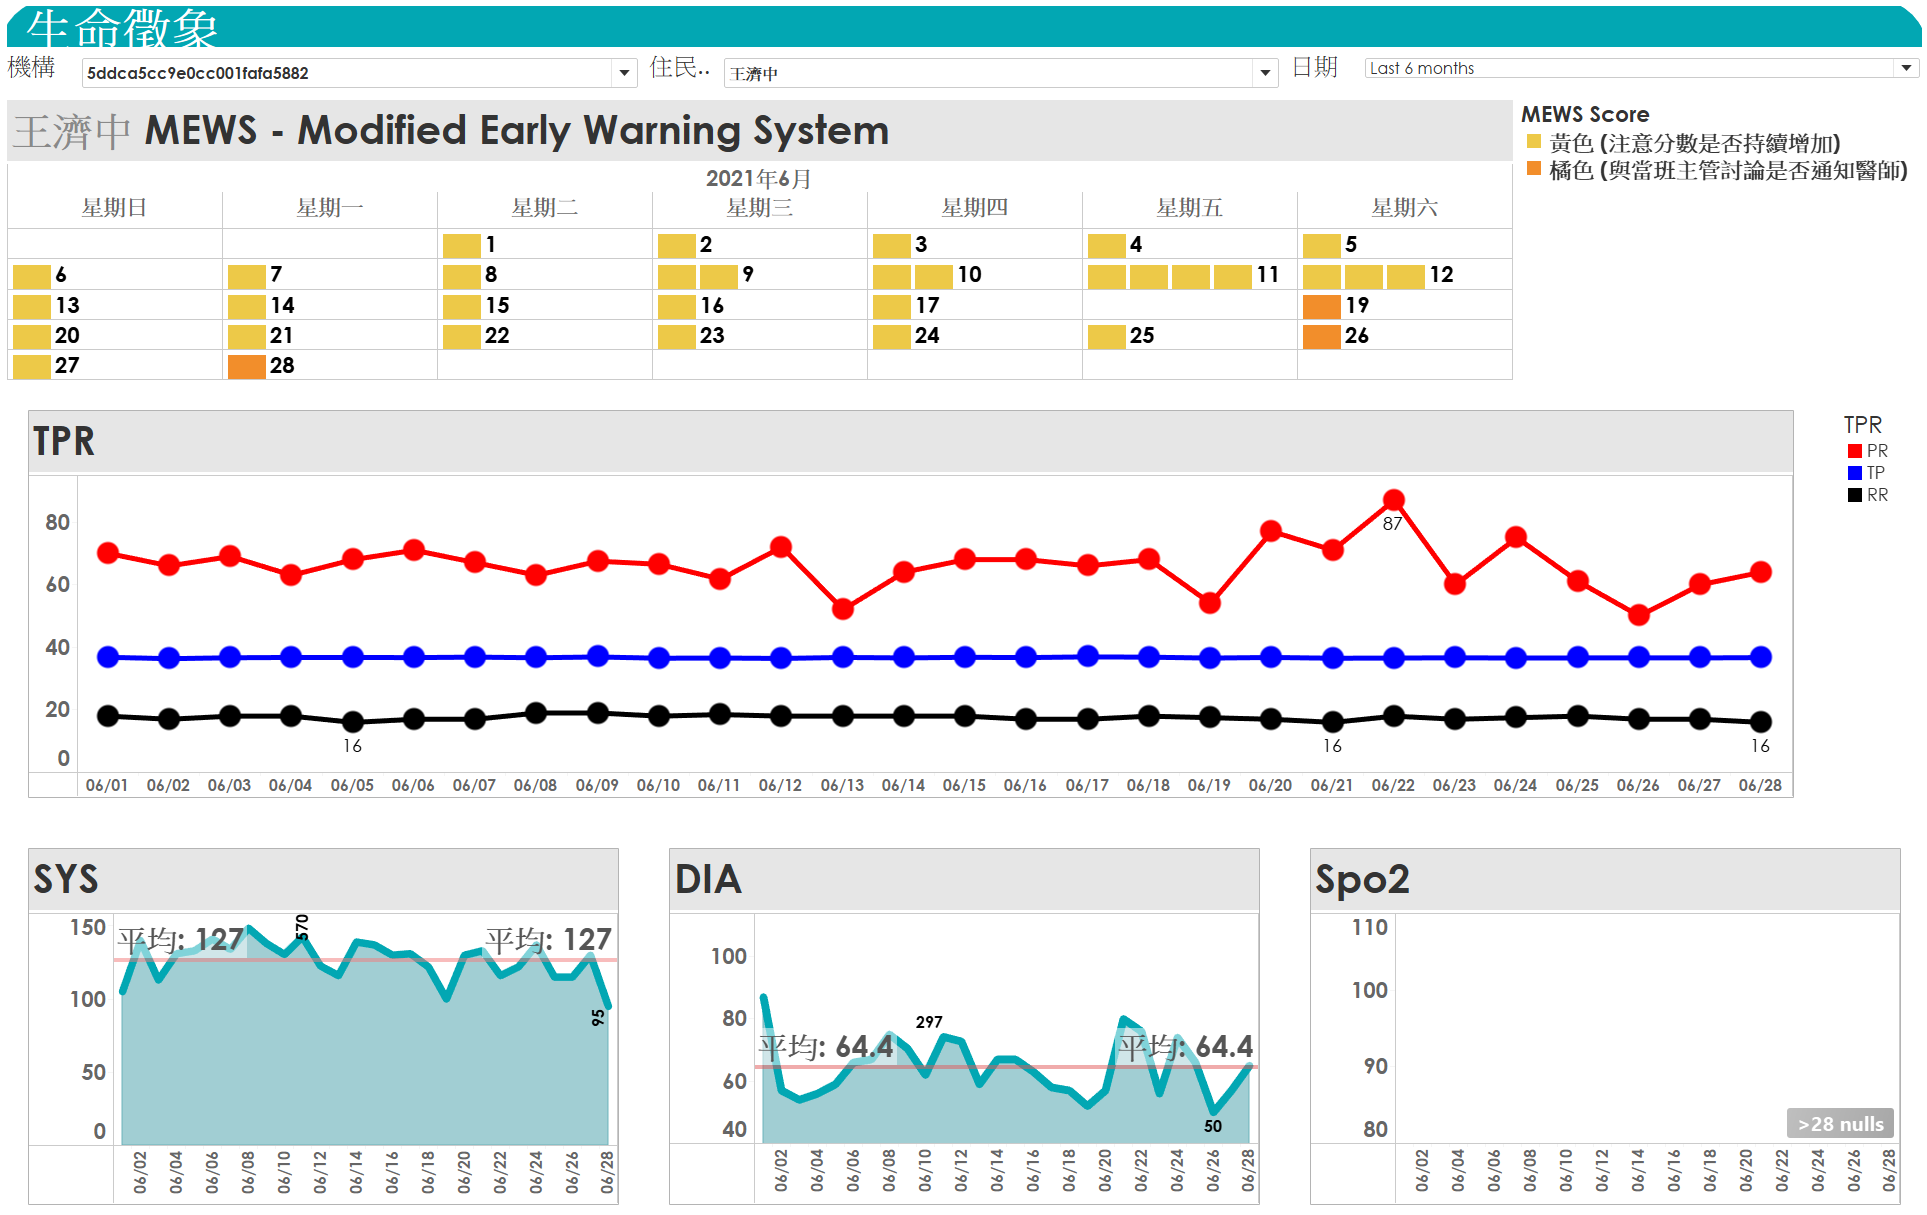 生命徵象
機構 5ddca5cc9e0cc001fafa5882 住民.. 王濟中 日期 Last 6 months
王濟中 MEWS - Modified Early Warning System
MEWS Score
黃色 (注意分數是否持續增加)
橘色 (與當班主管討論是否通知醫師)
2021年6月
星期日 星期一 星期二 星期三 星期四 星期五 星期六
1 2 3 4 5
6 7 8 9 10 11 12
13 14 15 16 17 19
20 21 22 23 24 25 26
27 28
TPR
TPR
PR
TP
RR
80
60
40
20
0
87
16 16 16
06/01 06/02 06/03 06/04 06/05 06/06 06/07 06/08 06/09 06/10 06/11 06/12 06/13 06/14 06/15 06/16 06/17 06/18 06/19 06/20 06/21 06/22 06/23 06/24 06/25 06/26 06/27 06/28
SYS
150
100
50
0
平均: 127 570 平均: 127
95
06/02 06/04 06/06 06/08 06/10 06/12 06/14 06/16 06/18 06/20 06/22 06/24 06/26 06/28
DIA
100
80
60
40
297
平均: 64.4 平均: 64.4
50
06/02 06/04 06/06 06/08 06/10 06/12 06/14 06/16 06/18 06/20 06/22 06/24 06/26 06/28
Spo2
110
100
90
80
>28 nulls
06/02 06/04 06/06 06/08 06/10 06/12 06/14 06/16 06/18 06/20 06/22 06/24 06/26 06/28